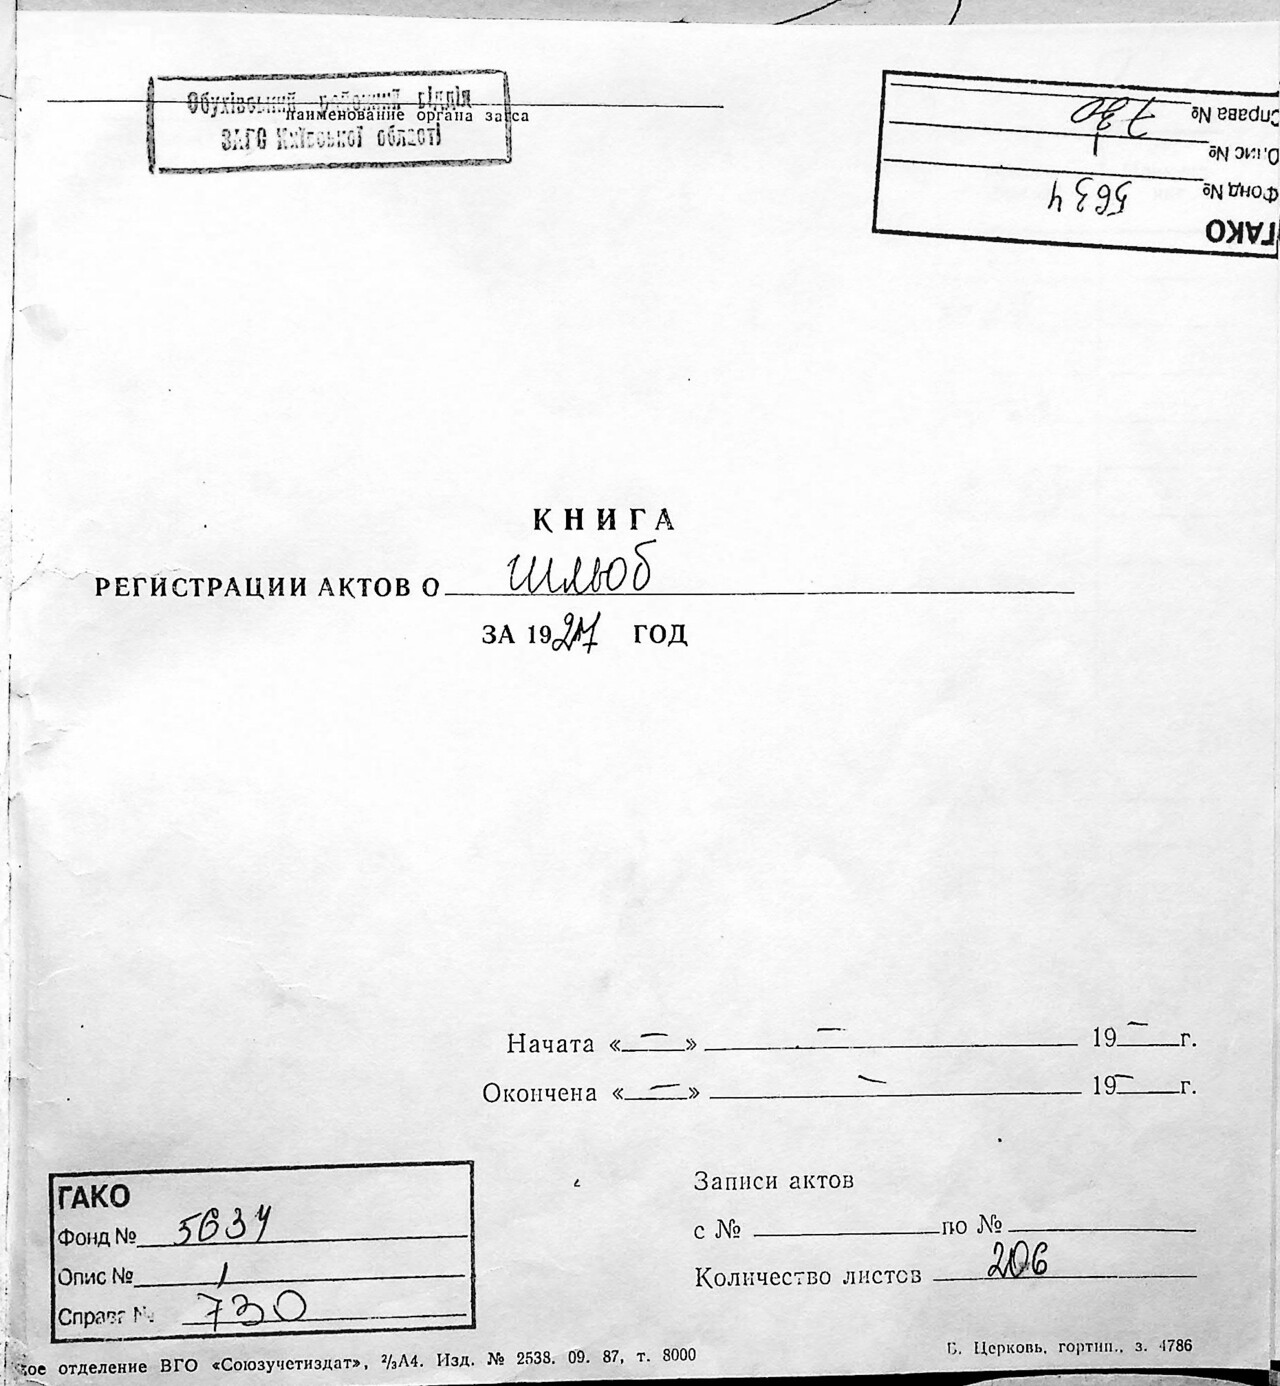 Обухівський районний відділ
наименование органа загса
ЗАГС Київської області
Справа № 730
Опис № 1
Фонд № 5634
ГАКО
КНИГА
РЕГИСТРАЦИИ АКТОВ О шлюб
ЗА 1927 ГОД
Начата «—» — 19— г.
Окончена «—» — 19— г.
Записи актов
с № по №
Количество листов 206
ГАКО
Фонд № 5634
Опис № 1
Справа № 730
кое отделение ВГО «Союзучетиздат», ²/₃А4. Изд. № 2538. 09. 87, т. 8000
Б. Церковь, гортип., з. 4786